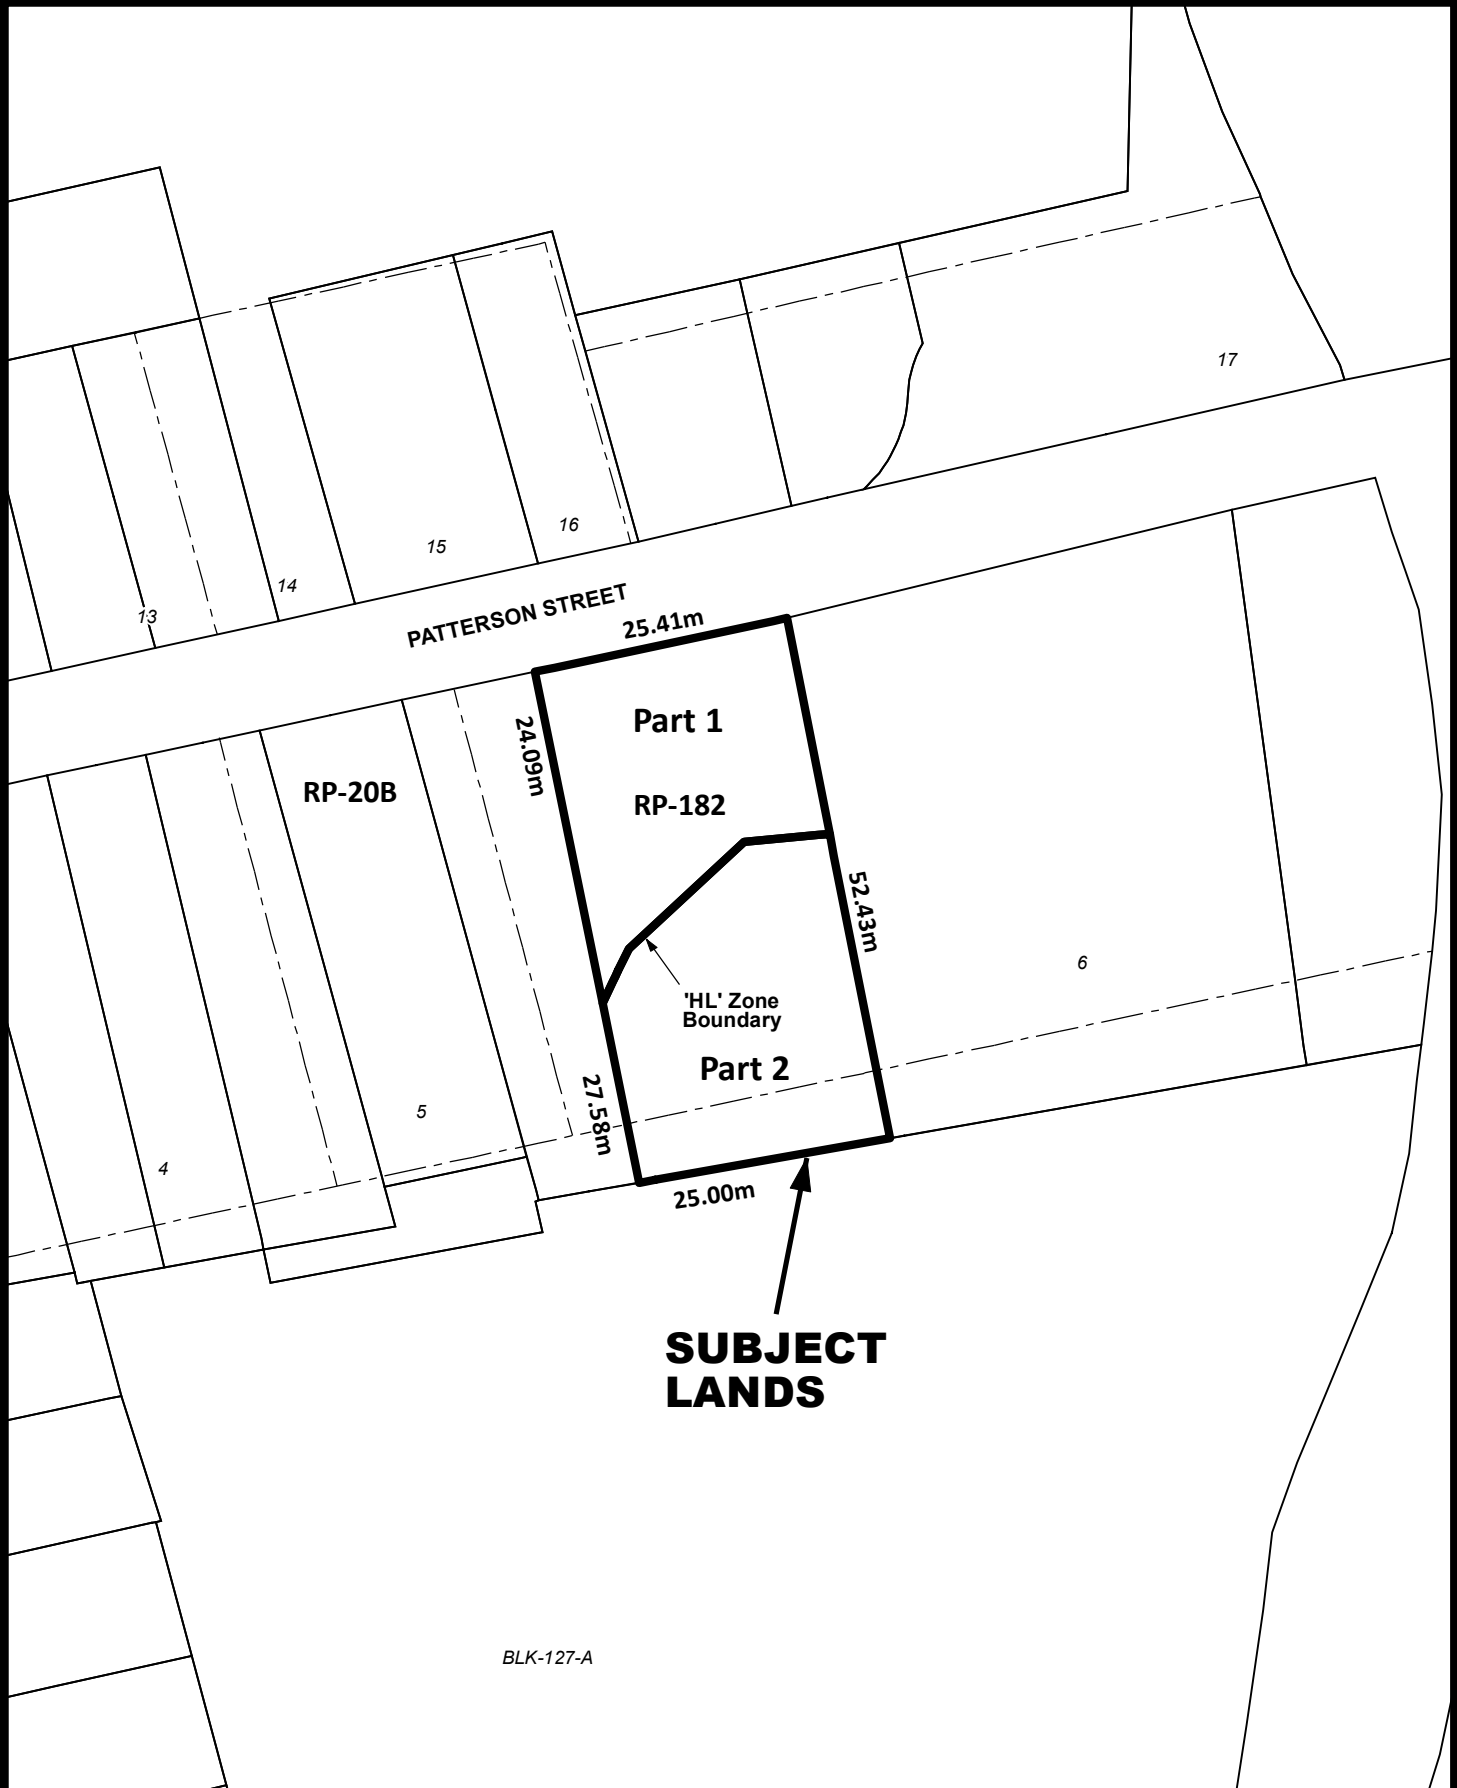 17
16
15
14
13
PATTERSON STREET
25.41m
Part 1
24.09m
RP-20B
RP-182
52.43m
6
'HL' Zone
Boundary
Part 2
27.58m
5
4
25.00m
SUBJECT
LANDS
BLK-127-A